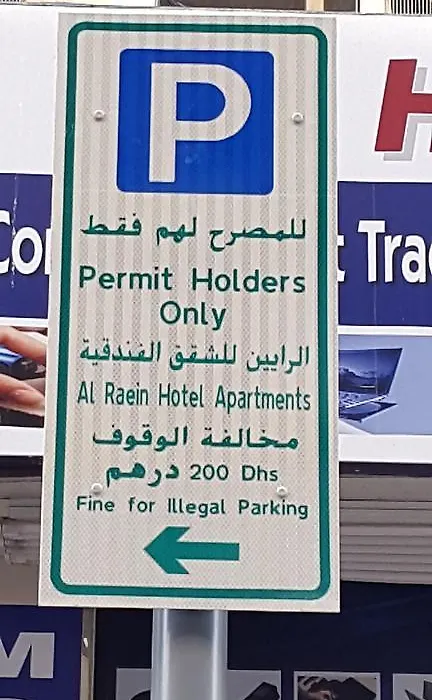 P
للمصرح لهم فقط
Permit Holders
Only
الرايين للشقق الفندقية
Al Raein Hotel Apartments
مخالفة الوقوف
200 Dhs درهم
Fine for Illegal Parking